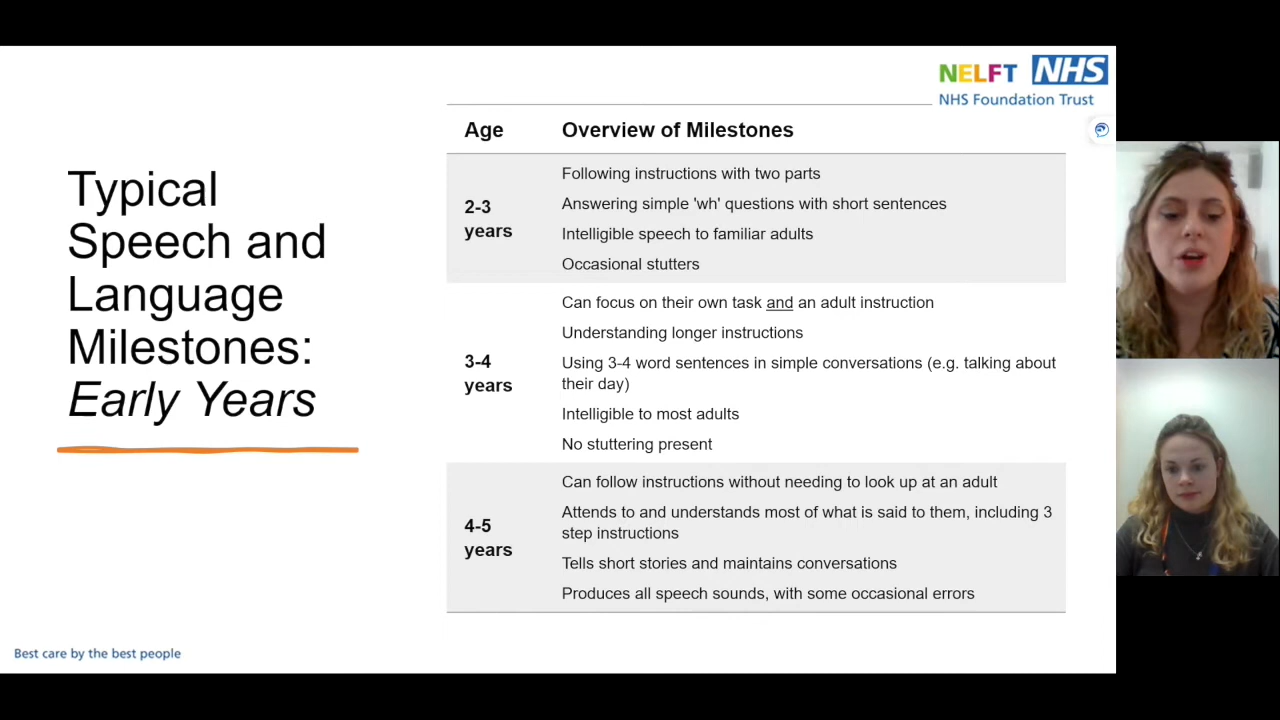 NELFT NHS
NHS Foundation Trust
Typical
Speech and
Language
Milestones:
Early Years
Age Overview of Milestones
2-3
years
Following instructions with two parts
Answering simple 'wh' questions with short sentences
Intelligible speech to familiar adults
Occasional stutters
3-4
years
Can focus on their own task and an adult instruction
Understanding longer instructions
Using 3-4 word sentences in simple conversations (e.g. talking about
their day)
Intelligible to most adults
No stuttering present
4-5
years
Can follow instructions without needing to look up at an adult
Attends to and understands most of what is said to them, including 3
step instructions
Tells short stories and maintains conversations
Produces all speech sounds, with some occasional errors
Best care by the best people